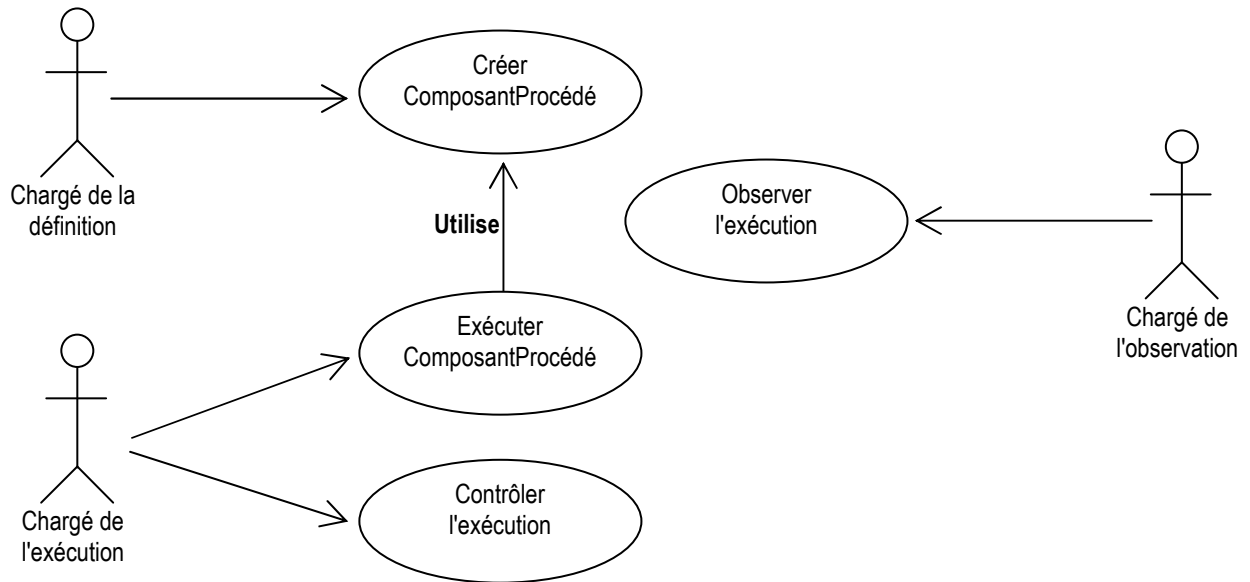 Créer
ComposantProcédé
Chargé de la
définition
Utilise
Observer
l'exécution
Exécuter
ComposantProcédé
Chargé de
l'observation
Contrôler
l'exécution
Chargé de
l'exécution